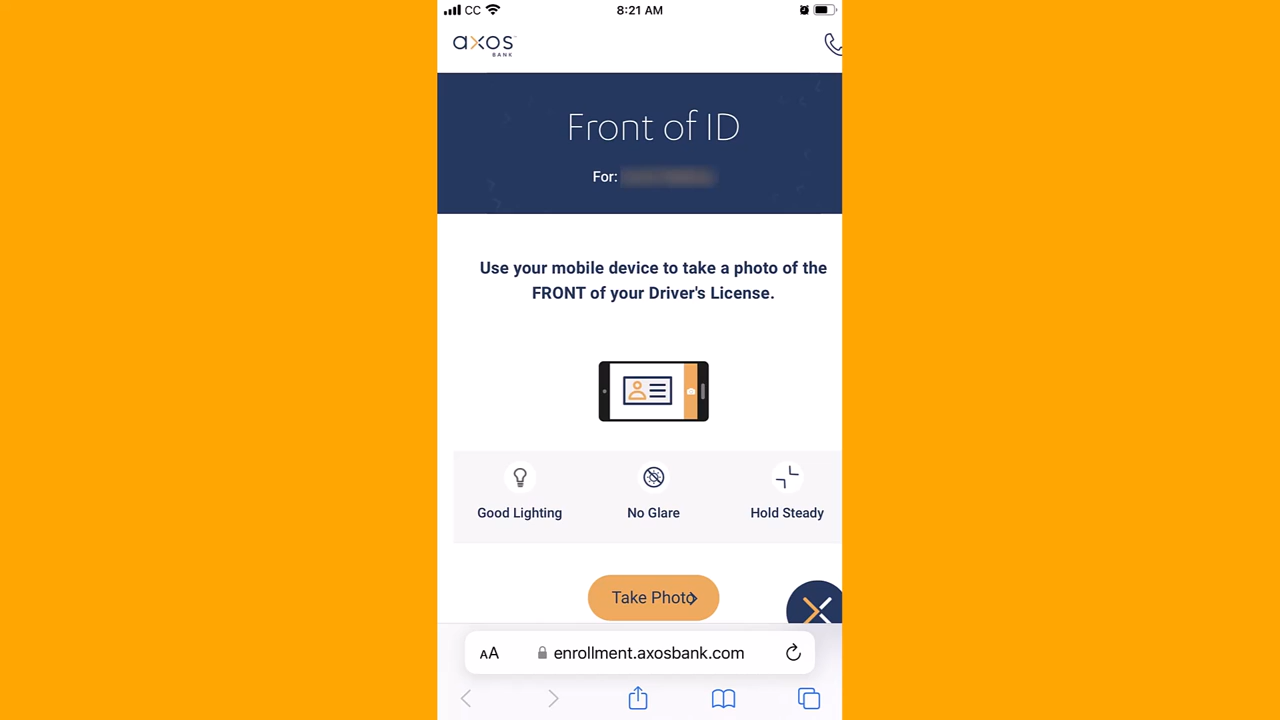 CC
8:21 AM
axos
BANK
Front of ID
For:
Use your mobile device to take a photo of the
FRONT of your Driver's License.
Good Lighting
No Glare
Hold Steady
Take Photo
AA
enrollment.axosbank.com